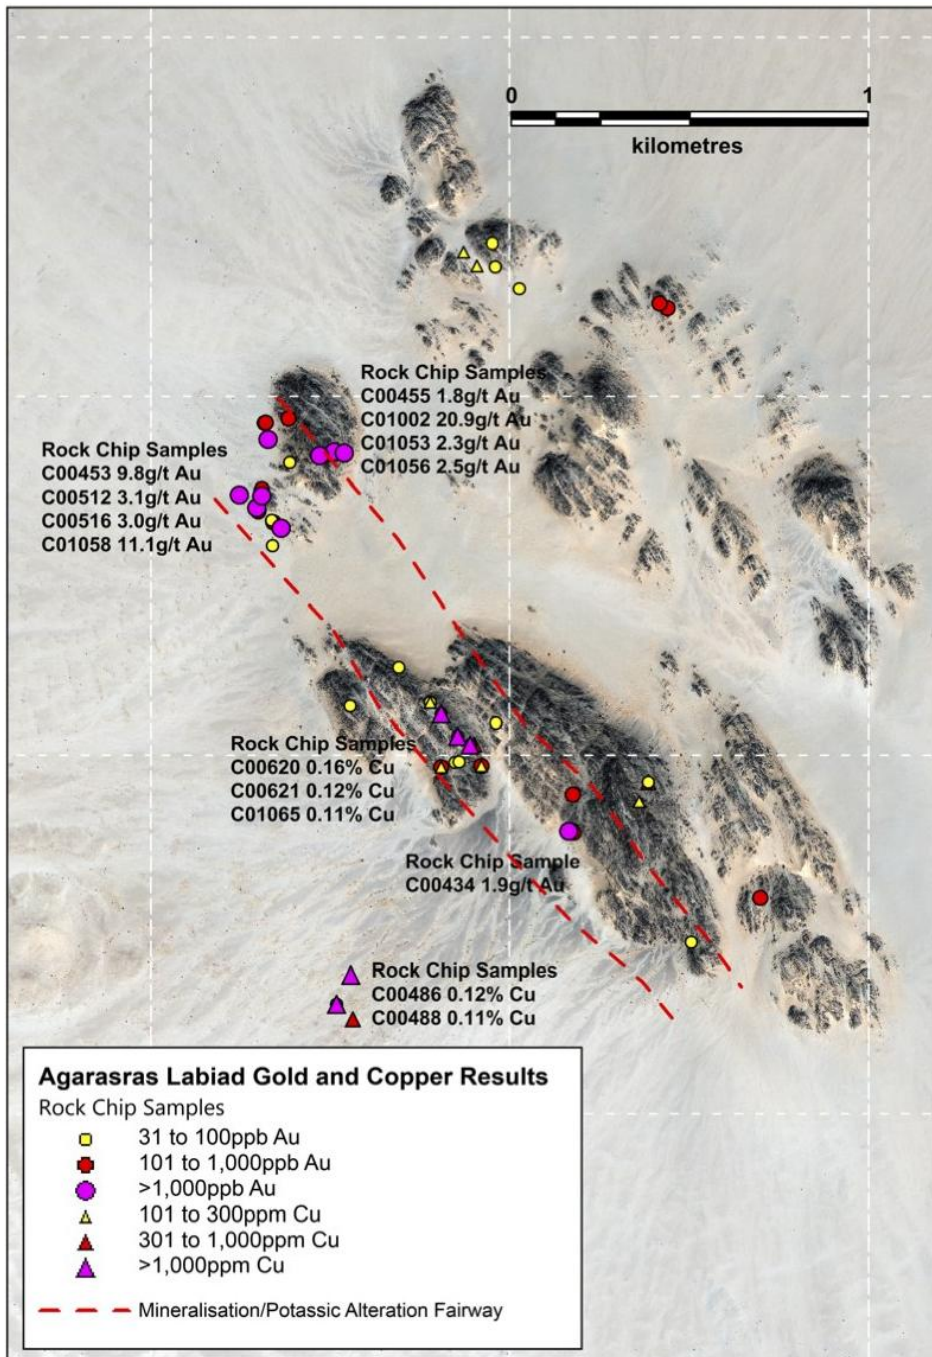 0 1
kilometres
Rock Chip Samples
C00455 1.8g/t Au
C01002 20.9g/t Au
C01053 2.3g/t Au
C01056 2.5g/t Au
Rock Chip Samples
C00453 9.8g/t Au
C00512 3.1g/t Au
C00516 3.0g/t Au
C01058 11.1g/t Au
Rock Chip Samples
C00620 0.16% Cu
C00621 0.12% Cu
C01065 0.11% Cu
Rock Chip Sample
C00434 1.9g/t Au
Rock Chip Samples
C00486 0.12% Cu
C00488 0.11% Cu
Agarasras Labiad Gold and Copper Results
Rock Chip Samples
31 to 100ppb Au
101 to 1,000ppb Au
>1,000ppb Au
101 to 300ppm Cu
301 to 1,000ppm Cu
>1,000ppm Cu
Mineralisation/Potassic Alteration Fairway